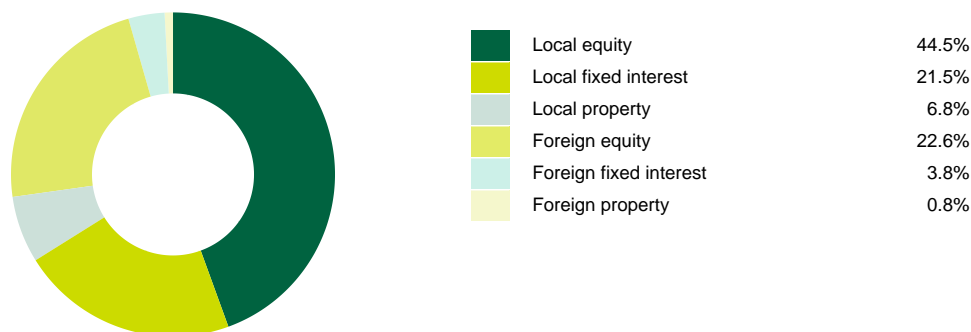 Local equity 44.5%
Local fixed interest 21.5%
Local property 6.8%
Foreign equity 22.6%
Foreign fixed interest 3.8%
Foreign property 0.8%